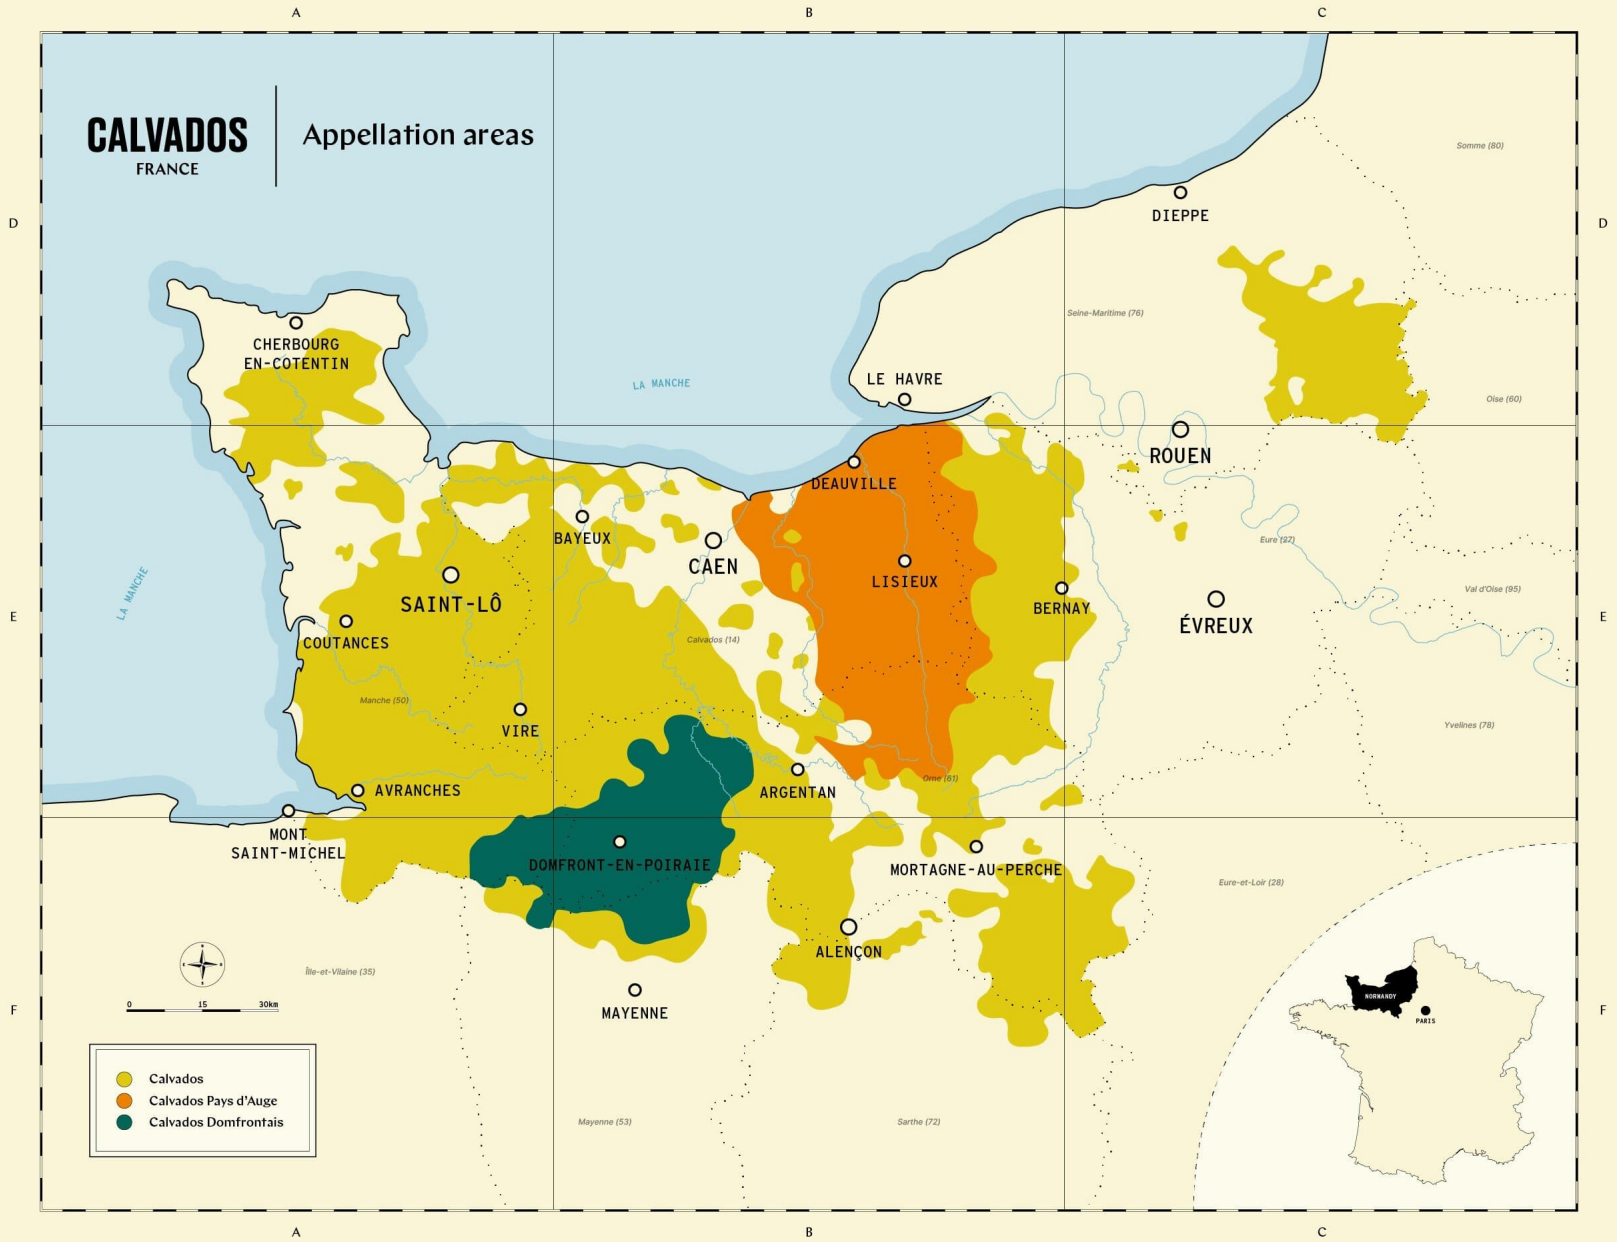 A
B
C
CALVADOS
FRANCE
Appellation areas
Somme (80)
D
D
DIEPPE
Seine-Maritime (76)
CHERBOURG
EN-COTENTIN
LA MANCHE
LE HAVRE
Oise (60)
ROUEN
DEAUVILLE
BAYEUX
CAEN
Eure (27)
LISIEUX
SAINT-LÔ
LA MANCHE
BERNAY
Val d'Oise (95)
E
E
ÉVREUX
COUTANCES
Calvados (14)
Manche (50)
VIRE
Yvelines (78)
Orne (61)
AVRANCHES
ARGENTAN
MONT
SAINT-MICHEL
DOMFRONT-EN-POIRAIE
MORTAGNE-AU-PERCHE
Eure-et-Loir (28)
ALENÇON
Île-et-Vilaine (35)
NORMANDY
PARIS
0 15 30km
F
F
MAYENNE
Calvados
Calvados Pays d'Auge
Calvados Domfrontais
Mayenne (53)
Sarthe (72)
A
B
C